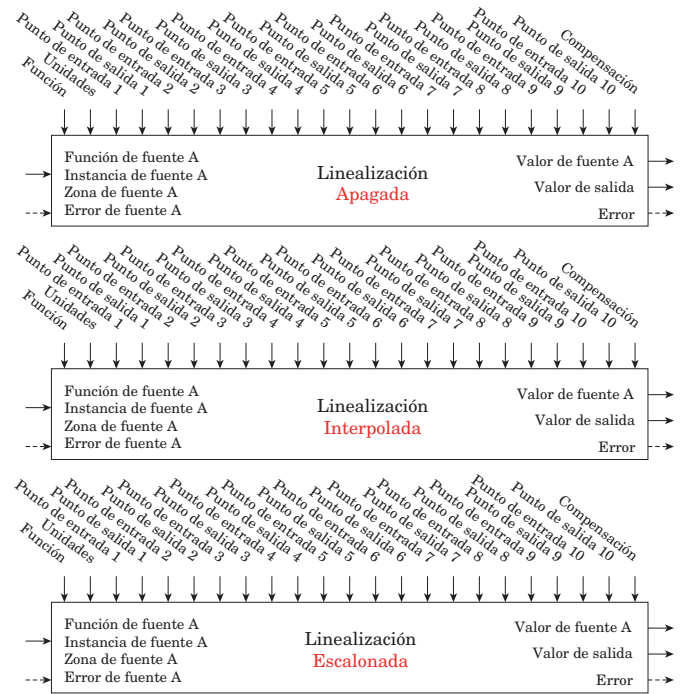 Función
Unidades
Punto de entrada 1
Punto de salida 1
Punto de entrada 2
Punto de salida 2
Punto de entrada 3
Punto de salida 3
Punto de entrada 4
Punto de salida 4
Punto de entrada 5
Punto de salida 5
Punto de entrada 6
Punto de salida 6
Punto de entrada 7
Punto de salida 7
Punto de entrada 8
Punto de salida 8
Punto de entrada 9
Punto de salida 9
Punto de entrada 10
Punto de salida 10
Compensación
Función de fuente A
Instancia de fuente A
Zona de fuente A
Error de fuente A
Linealización
Apagada
Valor de fuente A
Valor de salida
Error
Función
Unidades
Punto de entrada 1
Punto de salida 1
Punto de entrada 2
Punto de salida 2
Punto de entrada 3
Punto de salida 3
Punto de entrada 4
Punto de salida 4
Punto de entrada 5
Punto de salida 5
Punto de entrada 6
Punto de salida 6
Punto de entrada 7
Punto de salida 7
Punto de entrada 8
Punto de salida 8
Punto de entrada 9
Punto de salida 9
Punto de entrada 10
Punto de salida 10
Compensación
Función de fuente A
Instancia de fuente A
Zona de fuente A
Error de fuente A
Linealización
Interpolada
Valor de fuente A
Valor de salida
Error
Función
Unidades
Punto de entrada 1
Punto de salida 1
Punto de entrada 2
Punto de salida 2
Punto de entrada 3
Punto de salida 3
Punto de entrada 4
Punto de salida 4
Punto de entrada 5
Punto de salida 5
Punto de entrada 6
Punto de salida 6
Punto de entrada 7
Punto de salida 7
Punto de entrada 8
Punto de salida 8
Punto de entrada 9
Punto de salida 9
Punto de entrada 10
Punto de salida 10
Compensación
Función de fuente A
Instancia de fuente A
Zona de fuente A
Error de fuente A
Linealización
Escalonada
Valor de fuente A
Valor de salida
Error